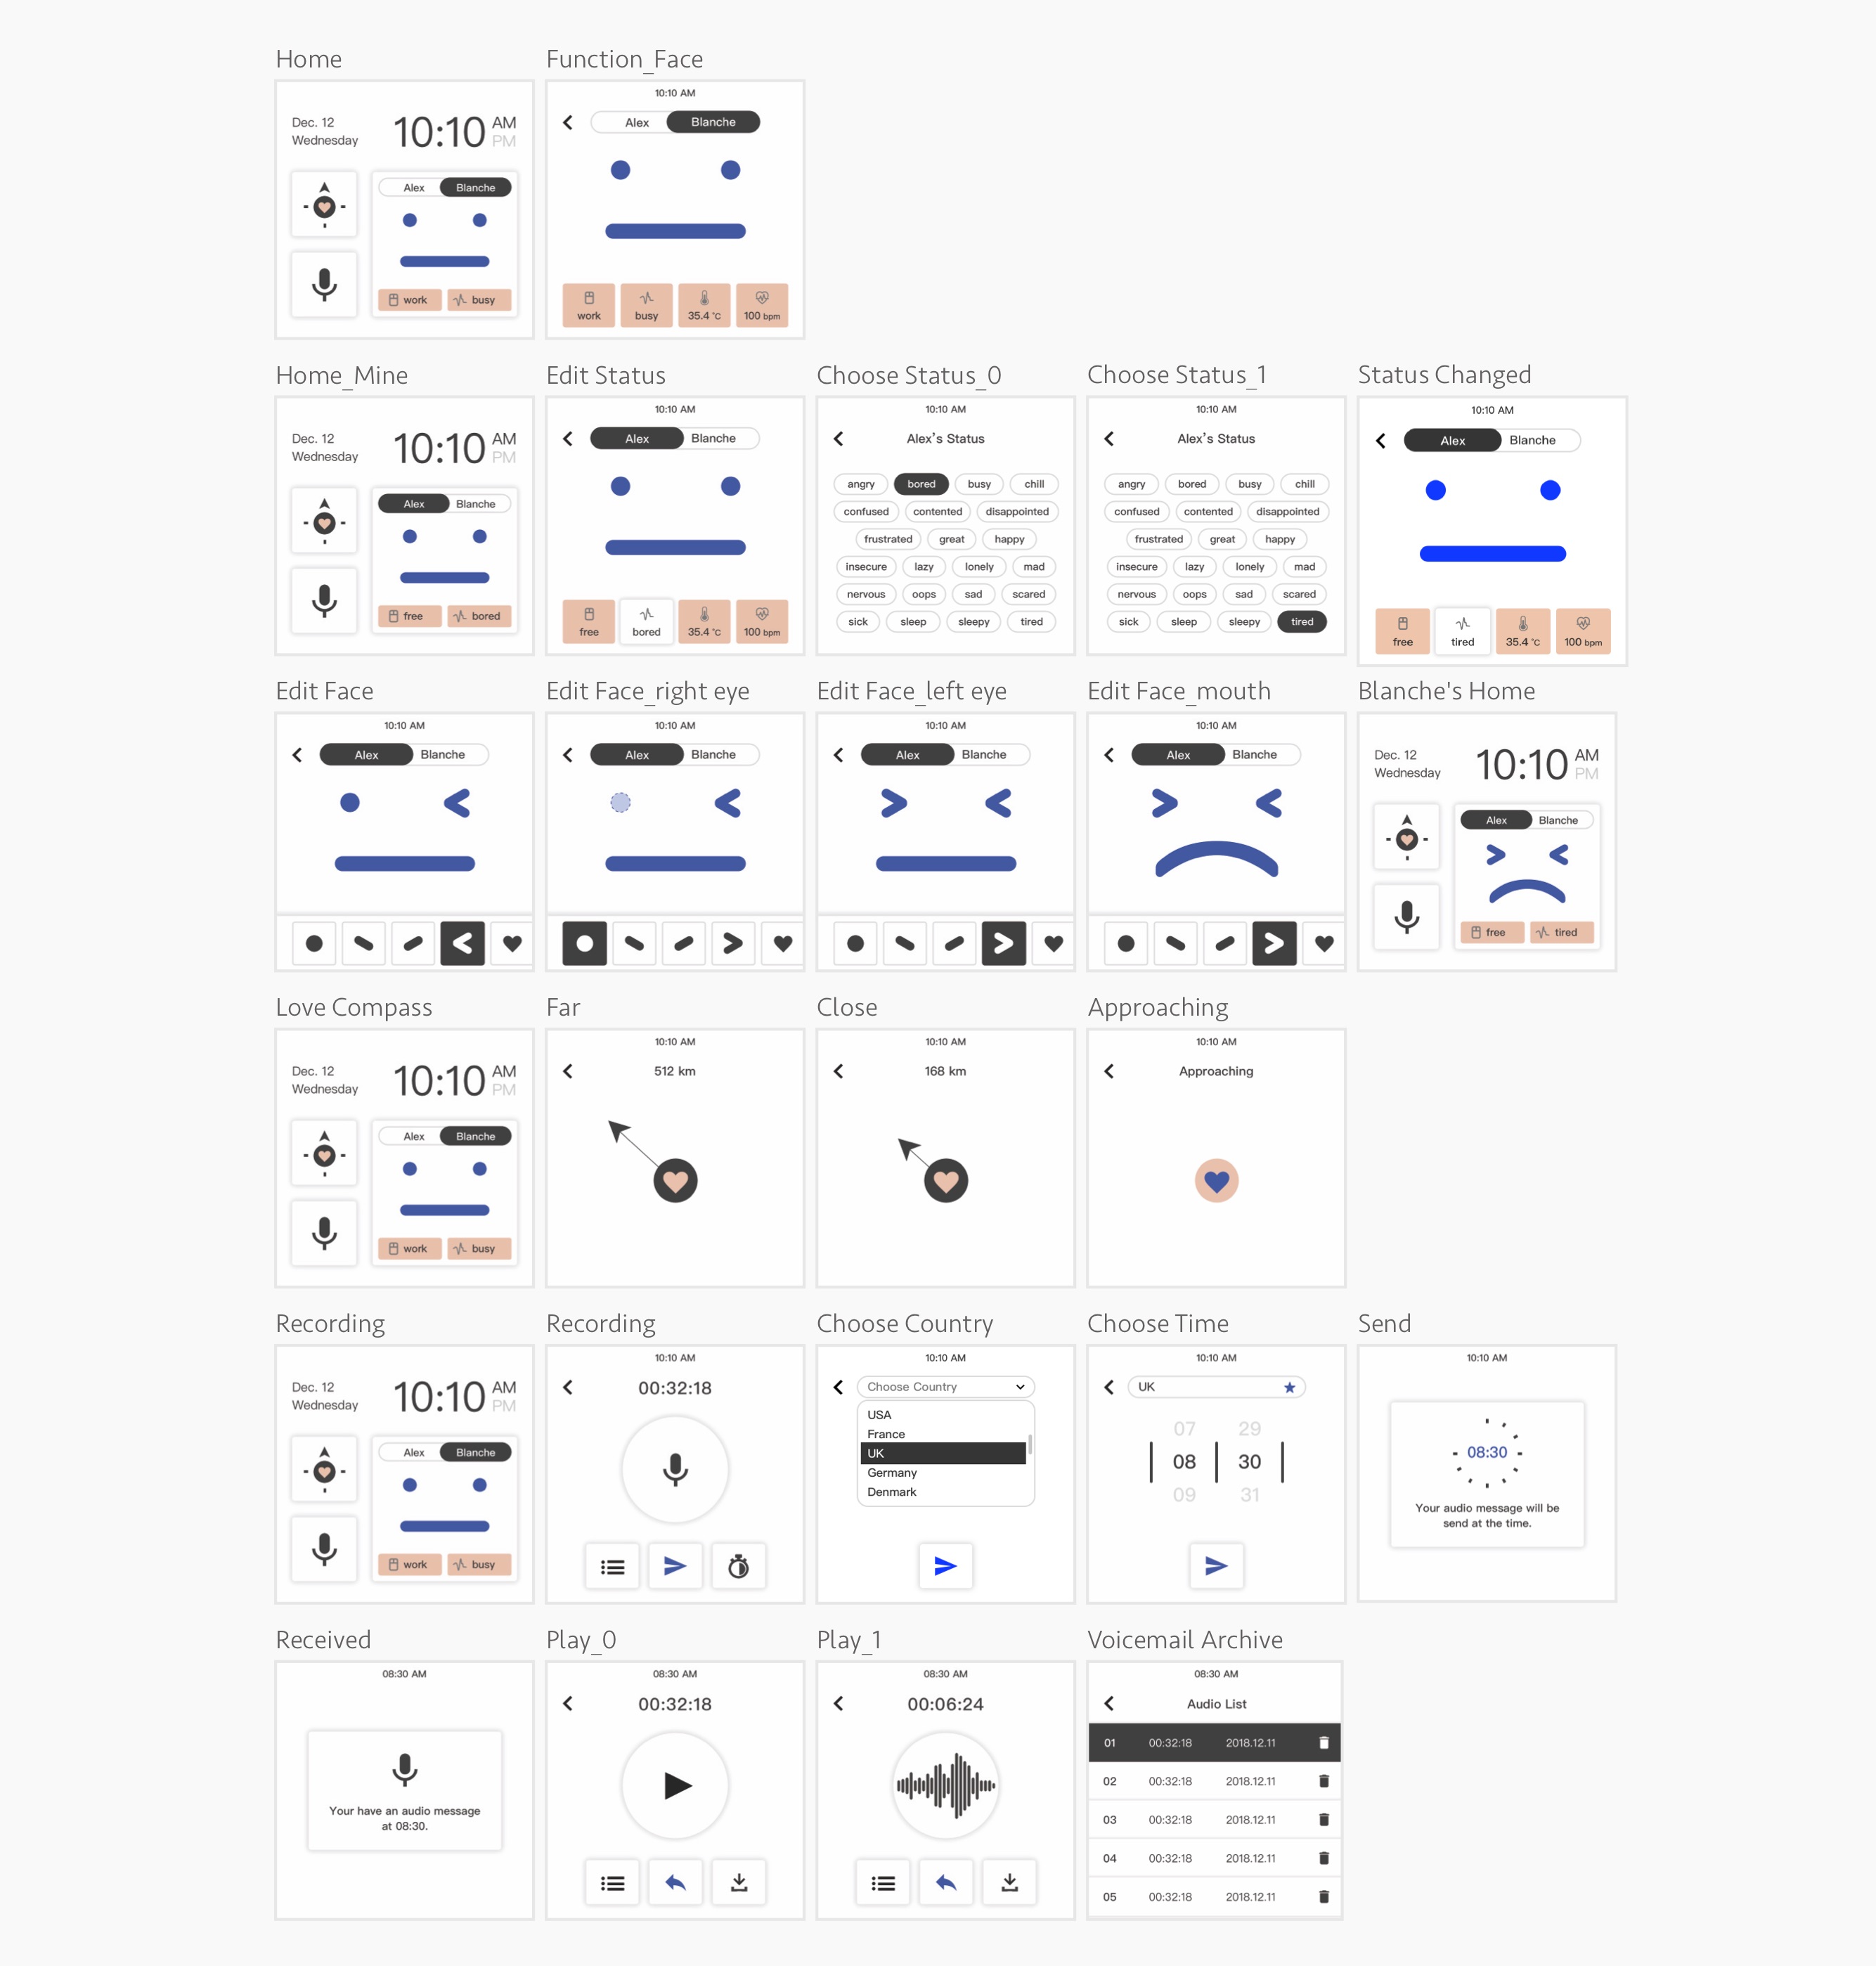 Home
Dec. 12
Wednesday
10:10 AM
PM
Alex Blanche
work busy
Function_Face
10:10 AM
Alex Blanche
work busy 35.4 °C 100 bpm
Home_Mine
Dec. 12
Wednesday
10:10 AM
PM
Alex Blanche
free bored
Edit Status
10:10 AM
Alex Blanche
free bored 35.4 °C 100 bpm
Choose Status_0
10:10 AM
Alex's Status
angry bored busy chill
confused contented disappointed
frustrated great happy
insecure lazy lonely mad
nervous oops sad scared
sick sleep sleepy tired
Choose Status_1
10:10 AM
Alex's Status
angry bored busy chill
confused contented disappointed
frustrated great happy
insecure lazy lonely mad
nervous oops sad scared
sick sleep sleepy tired
Status Changed
10:10 AM
Alex Blanche
free tired 35.4 °C 100 bpm
Edit Face
10:10 AM
Alex Blanche
Edit Face_right eye
10:10 AM
Alex Blanche
Edit Face_left eye
10:10 AM
Alex Blanche
Edit Face_mouth
10:10 AM
Alex Blanche
Blanche's Home
Dec. 12
Wednesday
10:10 AM
PM
Alex Blanche
free tired
Love Compass
Dec. 12
Wednesday
10:10 AM
PM
Alex Blanche
work busy
Far
10:10 AM
512 km
Close
10:10 AM
168 km
Approaching
10:10 AM
Approaching
Recording
Dec. 12
Wednesday
10:10 AM
PM
Alex Blanche
work busy
Recording
10:10 AM
00:32:18
Choose Country
10:10 AM
Choose Country
USA
France
UK
Germany
Denmark
Choose Time
10:10 AM
UK
07 29
08 30
09 31
Send
10:10 AM
08:30
Your audio message will be
send at the time.
Received
08:30 AM
Your have an audio message
at 08:30.
Play_0
08:30 AM
00:32:18
Play_1
08:30 AM
00:06:24
Voicemail Archive
08:30 AM
Audio List
01 00:32:18 2018.12.11
02 00:32:18 2018.12.11
03 00:32:18 2018.12.11
04 00:32:18 2018.12.11
05 00:32:18 2018.12.11